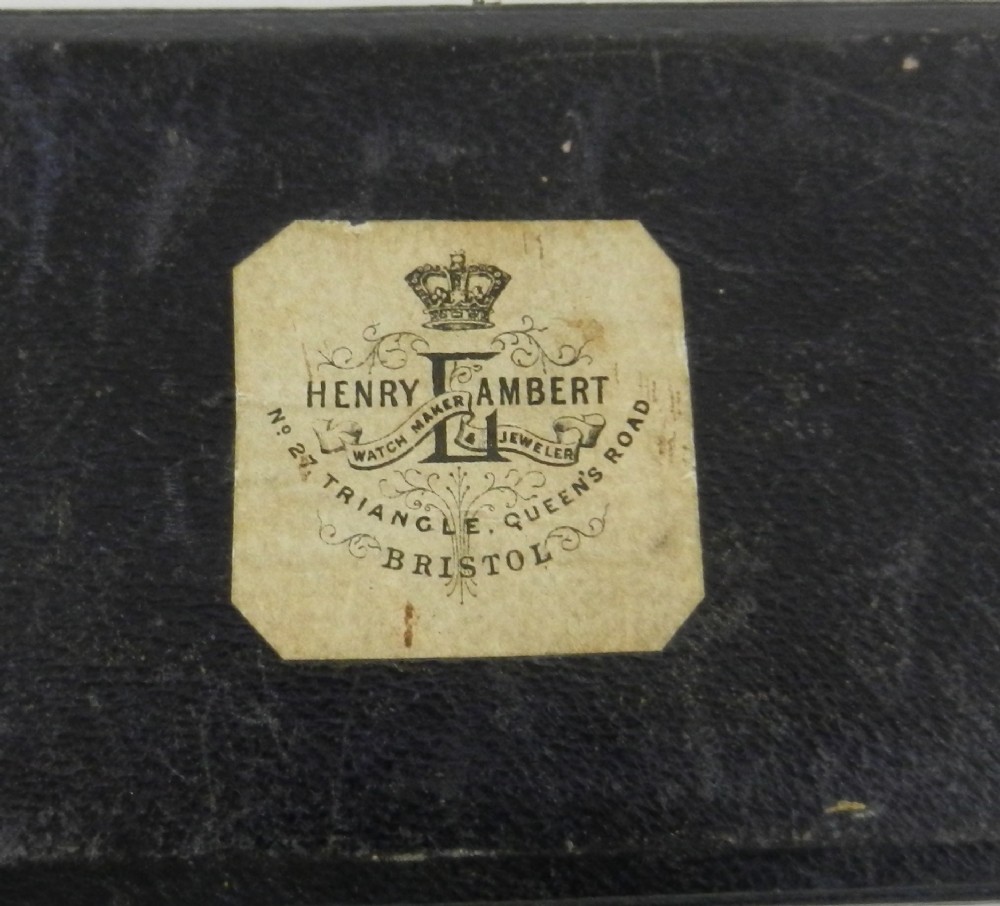 HENRY LAMBERT
WATCH MAKER & JEWELER
No 27, TRIANGLE, QUEEN'S ROAD
BRISTOL